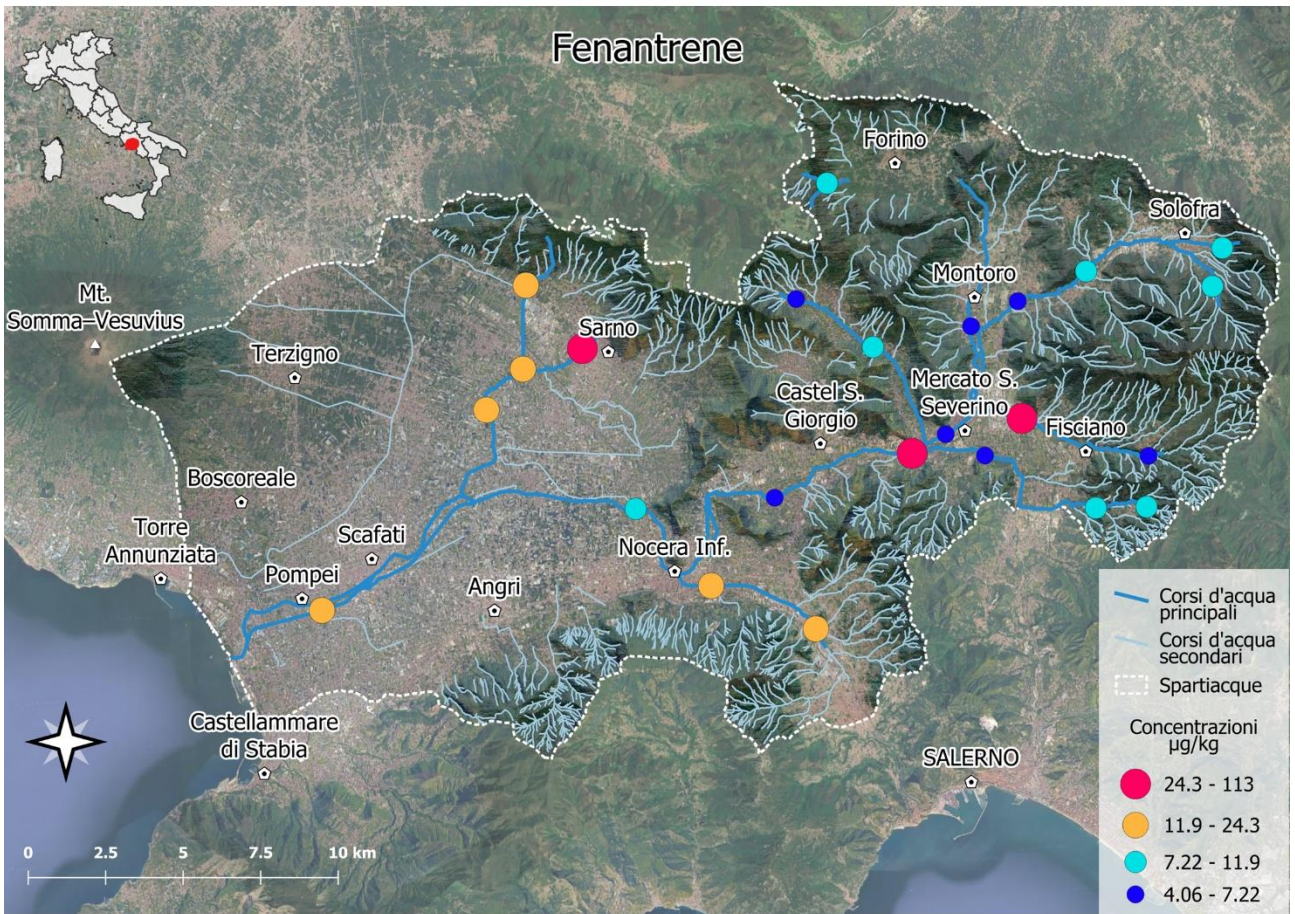 Fenantrene
Forino
Solofra
Montoro
Mt.
Somma–Vesuvius
Sarno
Terzigno
Castel S.
Giorgio
Mercato S.
Severino
Fisciano
Boscoreale
Torre
Annunziata
Scafati
Nocera Inf.
Pompei
Angri
Castellammare
di Stabia
SALERNO
Corsi d'acqua
principali
Corsi d'acqua
secondari
Spartiacque
Concentrazioni
µg/kg
24.3 - 113
11.9 - 24.3
7.22 - 11.9
4.06 - 7.22
0 2.5 5 7.5 10 km